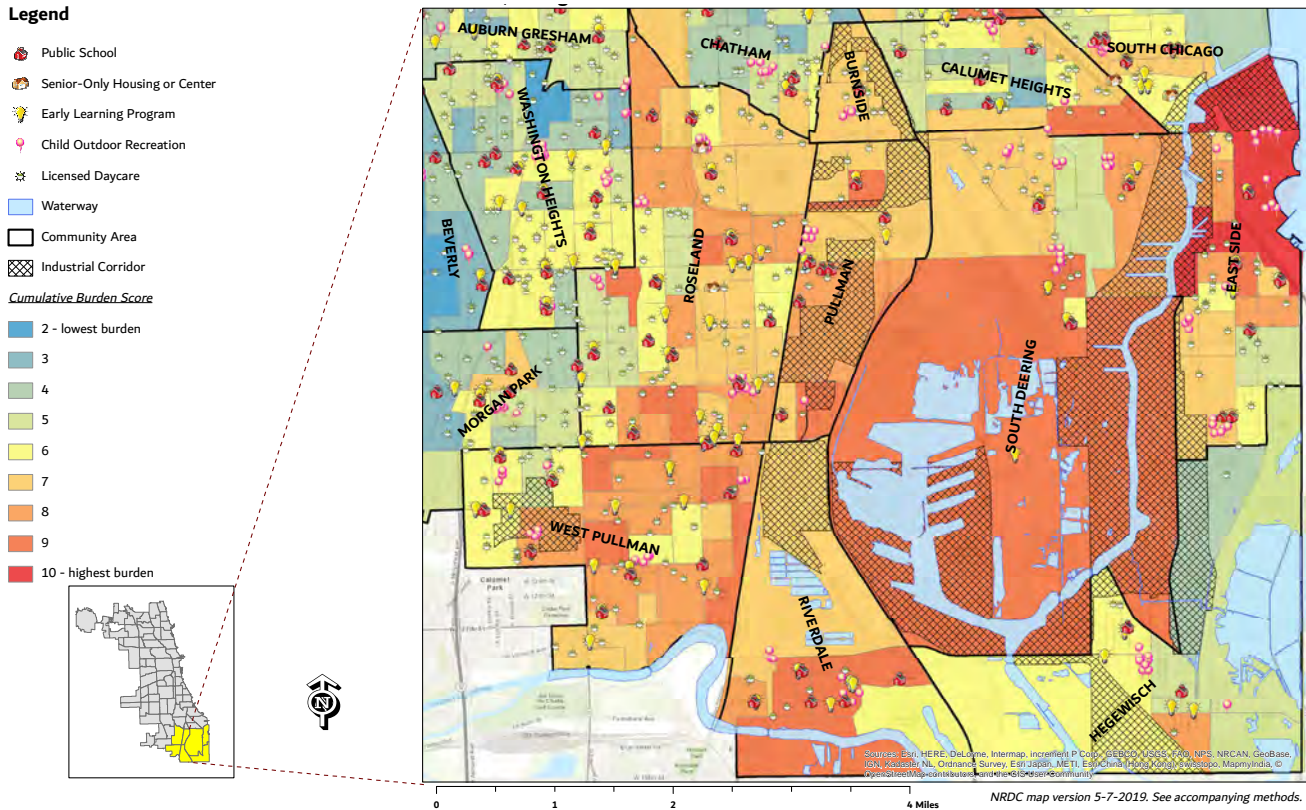 Legend
Public School
Senior-Only Housing or Center
Early Learning Program
Child Outdoor Recreation
Licensed Daycare
Waterway
Community Area
Industrial Corridor
Cumulative Burden Score
2 - lowest burden
3
4
5
6
7
8
9
10 - highest burden
N
AUBURN GRESHAM
CHATHAM
BURNSIDE
CALUMET HEIGHTS
SOUTH CHICAGO
WASHINGTON HEIGHTS
BEVERLY
ROSELAND
PULLMAN
EAST SIDE
SOUTH DEERING
MORGAN PARK
WEST PULLMAN
RIVERDALE
HEGEWISCH
Calumet
Park
Sources: Esri, HERE, DeLorme, Intermap, increment P Corp., GEBCO, USGS, FAO, NPS, NRCAN, GeoBase,
IGN, Kadaster NL, Ordnance Survey, Esri Japan, METI, Esri China (Hong Kong), swisstopo, MapmyIndia, ©
OpenStreetMap contributors, and the GIS User Community
0 1 2 4 Miles
NRDC map version 5-7-2019. See accompanying methods.